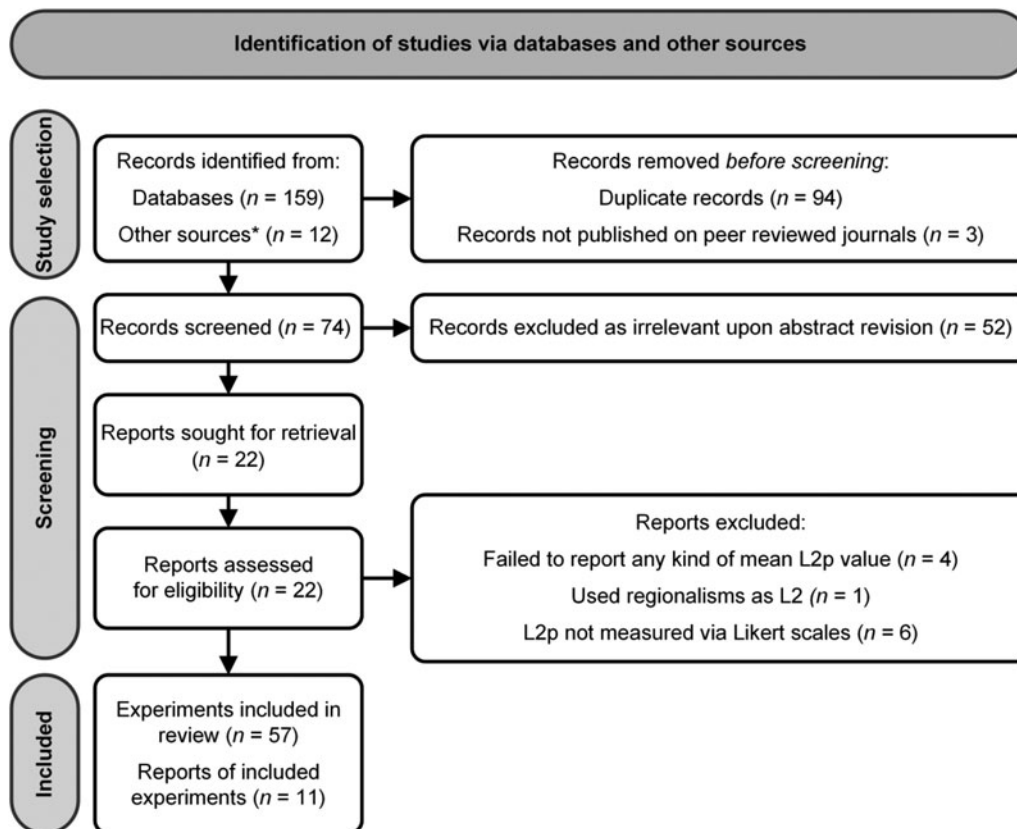 Identification of studies via databases and other sources
Study selection
Records identified from:
Databases (n = 159)
Other sources* (n = 12)
Records removed before screening:
Duplicate records (n = 94)
Records not published on peer reviewed journals (n = 3)
Screening
Records screened (n = 74)
Records excluded as irrelevant upon abstract revision (n = 52)
Reports sought for retrieval
(n = 22)
Reports assessed
for eligibility (n = 22)
Reports excluded:
Failed to report any kind of mean L2p value (n = 4)
Used regionalisms as L2 (n = 1)
L2p not measured via Likert scales (n = 6)
Included
Experiments included in
review (n = 57)
Reports of included
experiments (n = 11)